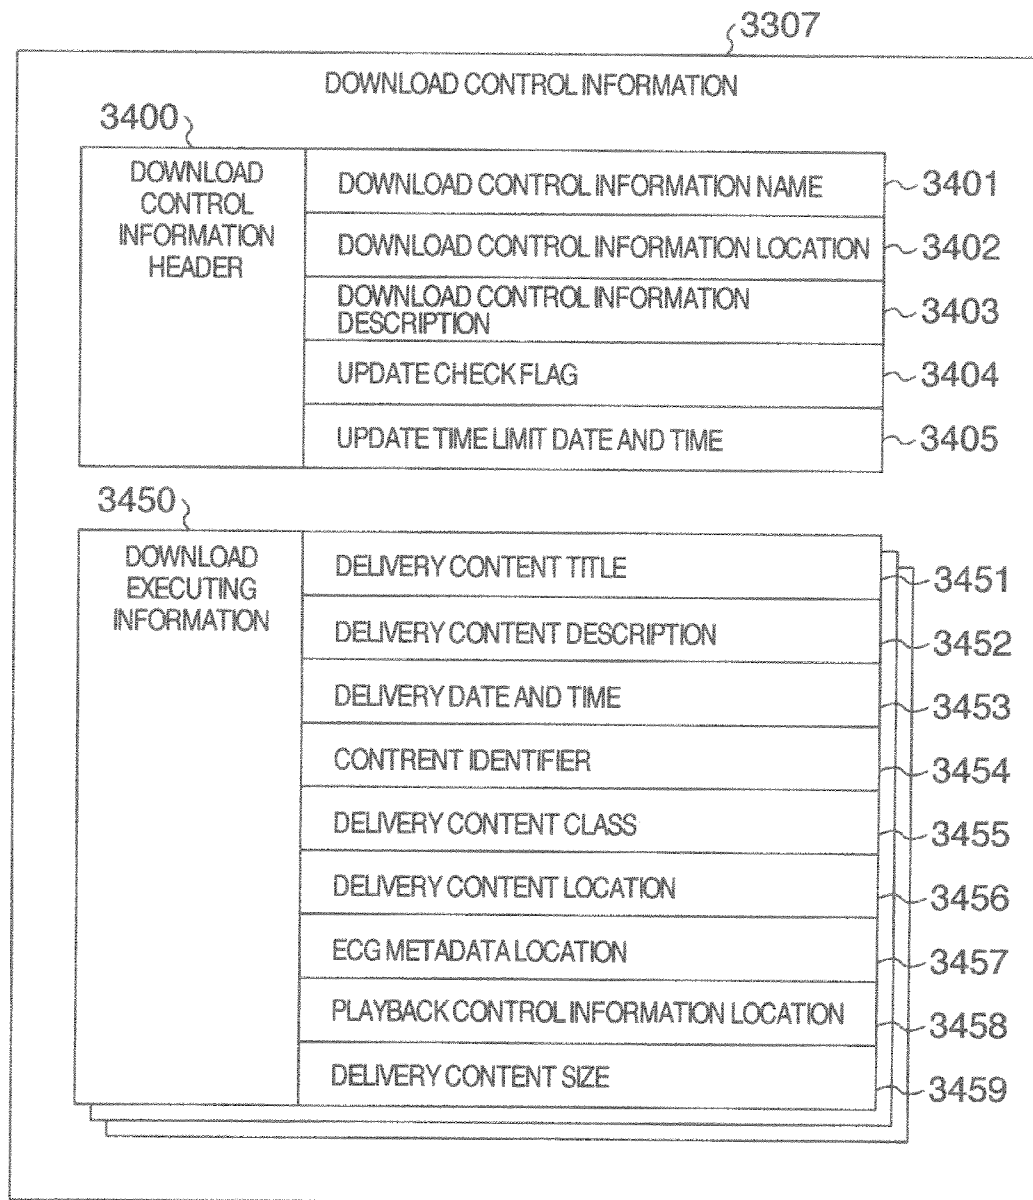 3307
DOWNLOAD CONTROL INFORMATION
3400
DOWNLOAD
CONTROL
INFORMATION
HEADER
DOWNLOAD CONTROL INFORMATION NAME
3401
DOWNLOAD CONTROL INFORMATION LOCATION
3402
DOWNLOAD CONTROL INFORMATION
DESCRIPTION
3403
UPDATE CHECK FLAG
3404
UPDATE TIME LIMIT DATE AND TIME
3405
3450
DOWNLOAD
EXECUTING
INFORMATION
DELIVERY CONTENT TITLE
3451
DELIVERY CONTENT DESCRIPTION
3452
DELIVERY DATE AND TIME
3453
CONTRENT IDENTIFIER
3454
DELIVERY CONTENT CLASS
3455
DELIVERY CONTENT LOCATION
3456
ECG METADATA LOCATION
3457
PLAYBACK CONTROL INFORMATION LOCATION
3458
DELIVERY CONTENT SIZE
3459